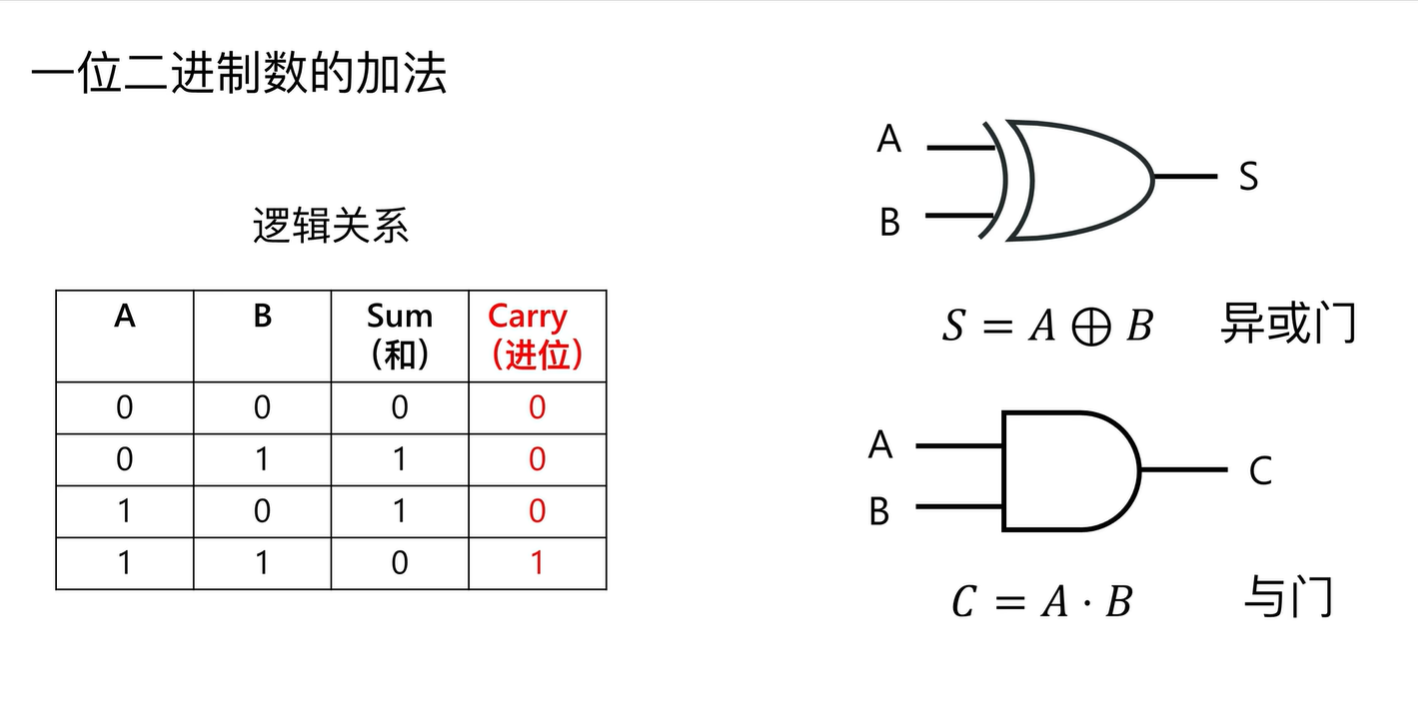 一位二进制数的加法
逻辑关系
A B Sum（和） Carry（进位）
0 0 0 0
0 1 1 0
1 0 1 0
1 1 0 1
A
B
S
S = A ⊕ B 异或门
A
B
C
C = A · B 与门